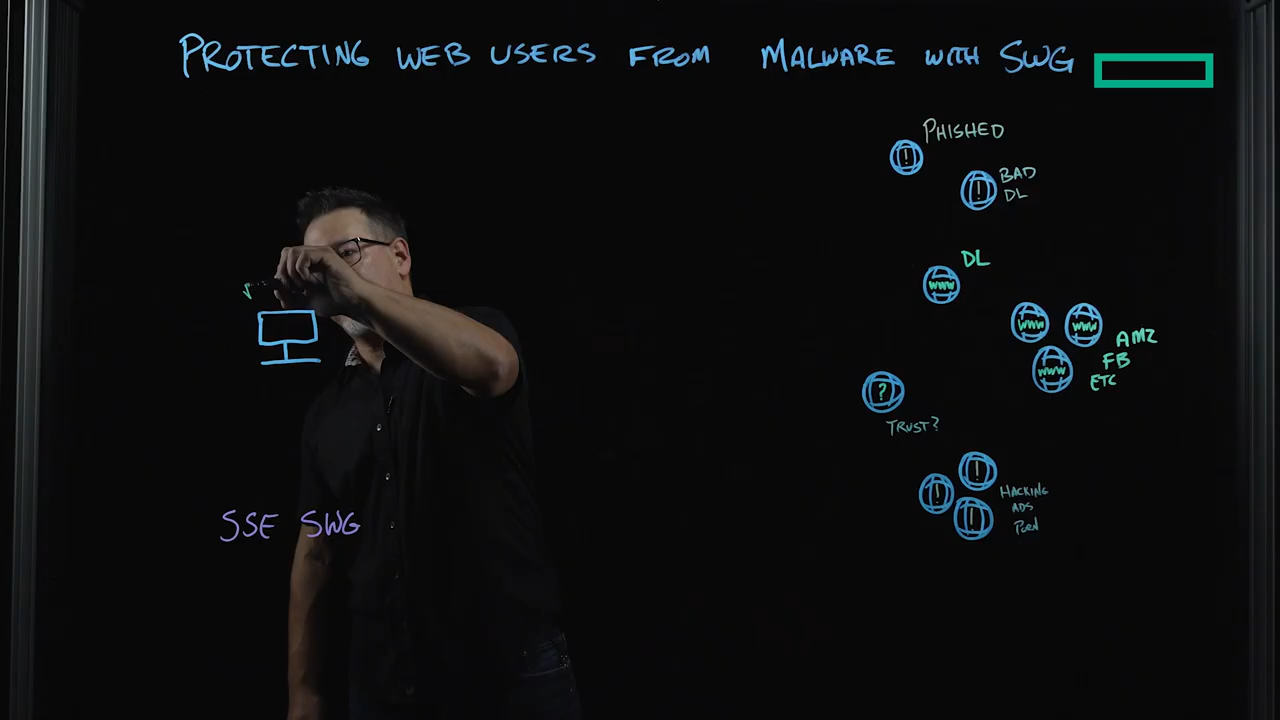 PROTECTING WEB USERS FROM MALWARE WITH SWG
PHISHED
!
BAD
!
DL
DL
WWW
WWW
WWW
AMZ
FB
WWW
ETC
?
TRUST?
!
!
HACKING
ADS
!
PORN
SSE SWG